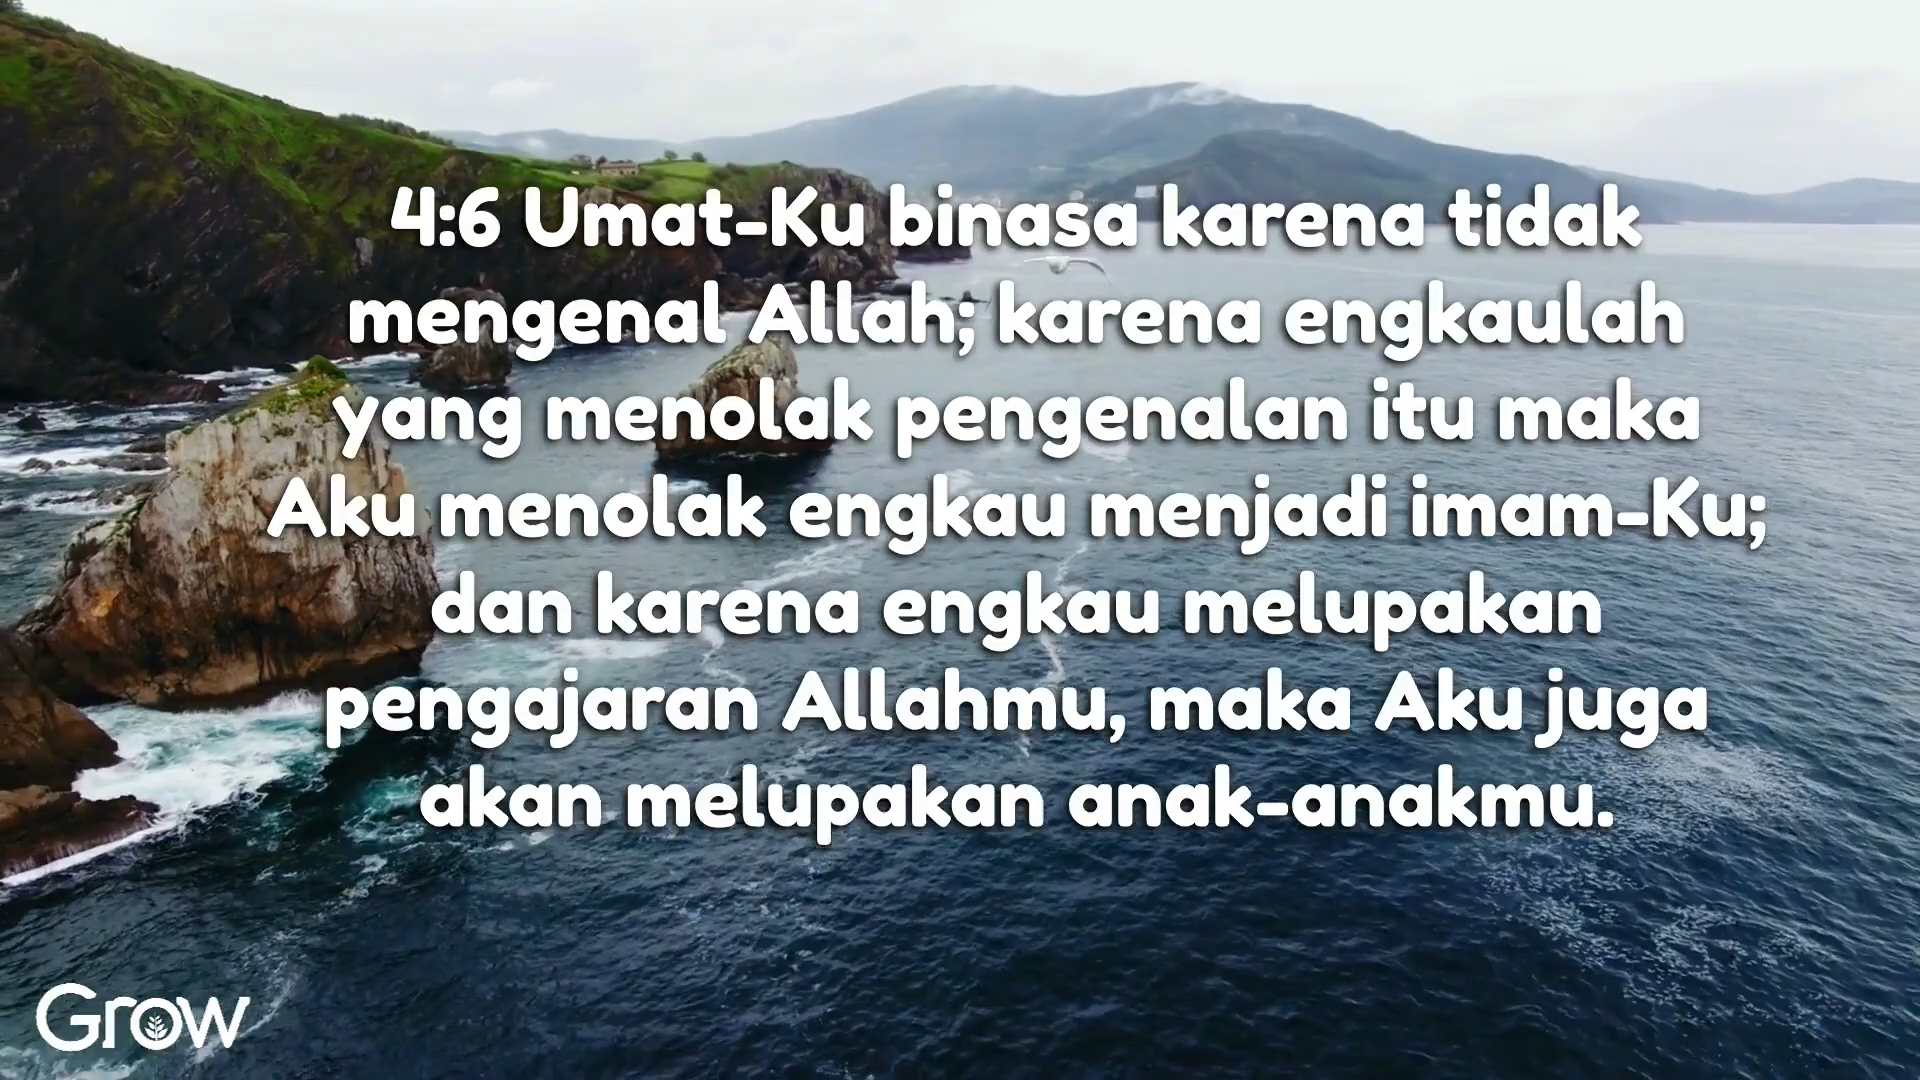 4:6 Umat-Ku binasa karena tidak
mengenal Allah; karena engkaulah
yang menolak pengenalan itu maka
Aku menolak engkau menjadi imam-Ku;
dan karena engkau melupakan
pengajaran Allahmu, maka Aku juga
akan melupakan anak-anakmu.
Grow